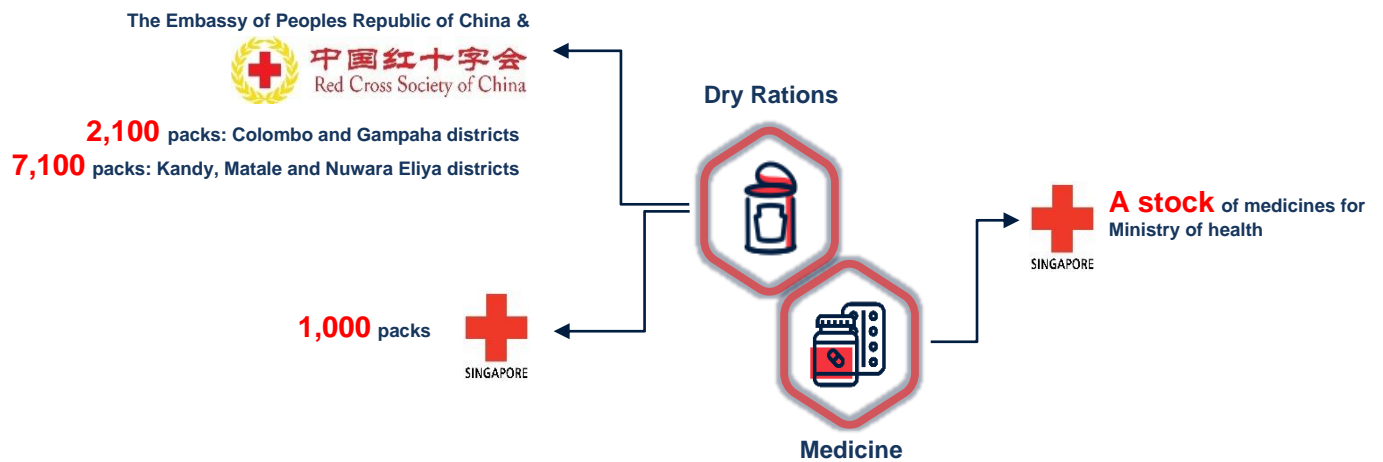 The Embassy of Peoples Republic of China &
中国红十字会
Red Cross Society of China
2,100 packs: Colombo and Gampaha districts
7,100 packs: Kandy, Matale and Nuwara Eliya districts
Dry Rations
A stock of medicines for
Ministry of health
SINGAPORE
1,000 packs
SINGAPORE
Medicine